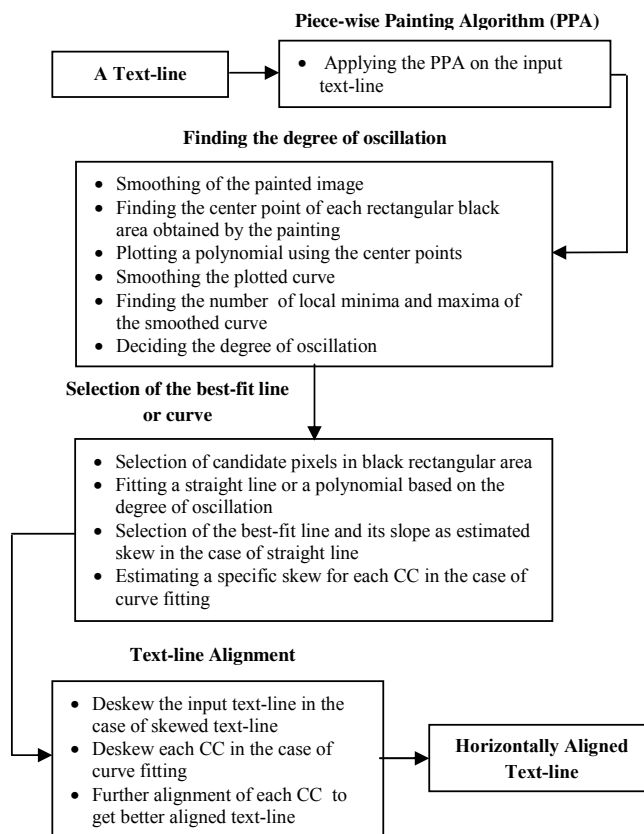 Piece-wise Painting Algorithm (PPA)
A Text-line
• Applying the PPA on the input
text-line
Finding the degree of oscillation
• Smoothing of the painted image
• Finding the center point of each rectangular black
area obtained by the painting
• Plotting a polynomial using the center points
• Smoothing the plotted curve
• Finding the number of local minima and maxima of
the smoothed curve
• Deciding the degree of oscillation
Selection of the best-fit line
or curve
• Selection of candidate pixels in black rectangular area
• Fitting a straight line or a polynomial based on the
degree of oscillation
• Selection of the best-fit line and its slope as estimated
skew in the case of straight line
• Estimating a specific skew for each CC in the case of
curve fitting
Text-line Alignment
• Deskew the input text-line in the
case of skewed text-line
• Deskew each CC in the case of
curve fitting
• Further alignment of each CC to
get better aligned text-line
Horizontally Aligned
Text-line